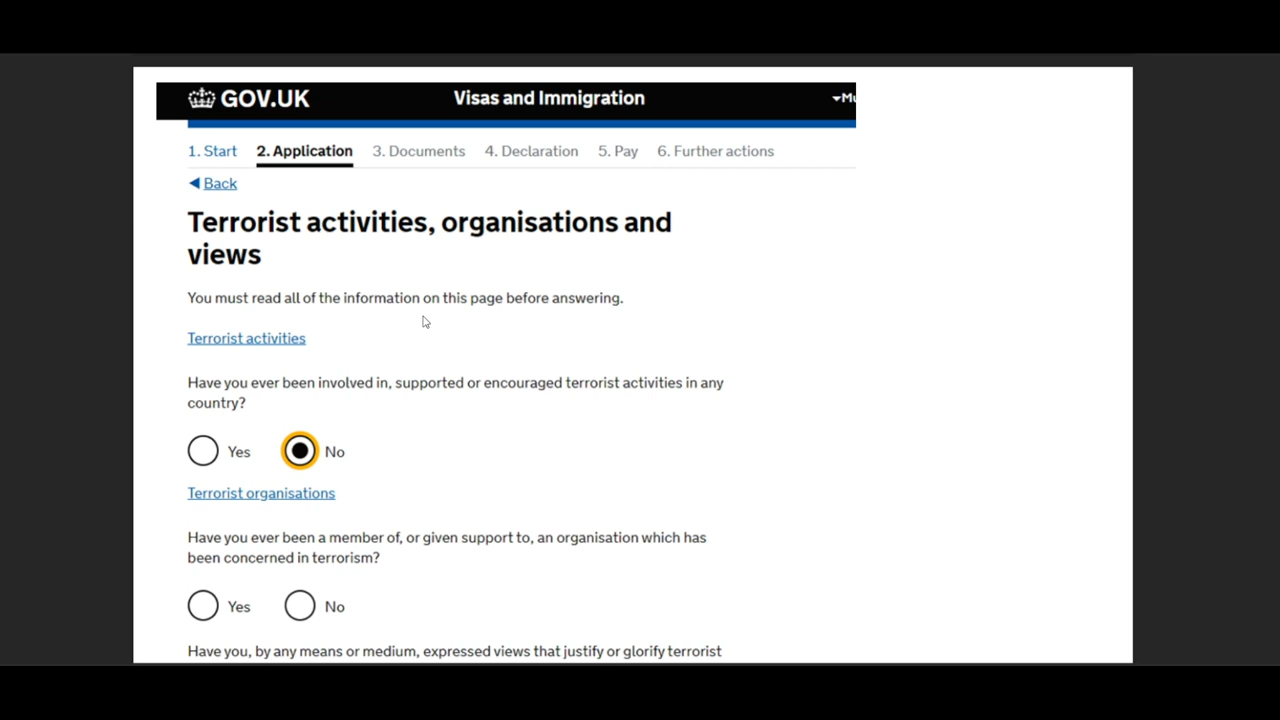 GOV.UK Visas and Immigration
1. Start 2. Application 3. Documents 4. Declaration 5. Pay 6. Further actions
Back
Terrorist activities, organisations and
views
You must read all of the information on this page before answering.
Terrorist activities
Have you ever been involved in, supported or encouraged terrorist activities in any
country?
Yes No
Terrorist organisations
Have you ever been a member of, or given support to, an organisation which has
been concerned in terrorism?
Yes No
Have you, by any means or medium, expressed views that justify or glorify terrorist